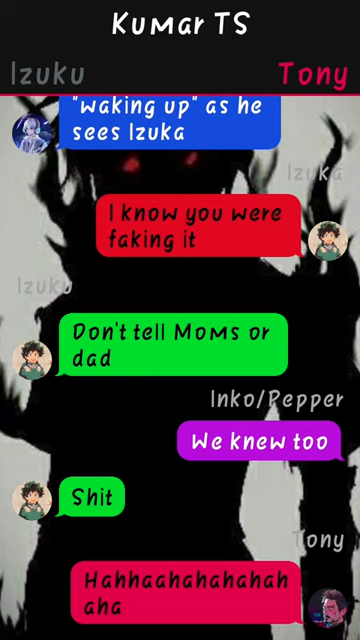 Kumar TS
Izuku
Tony
"waking up" as he
sees Izuka
Izuka
I know you were
faking it
Izuku
Don't tell Moms or
dad
Inko/Pepper
We knew too
Shit
Tony
Hahhaahahahahah
aha